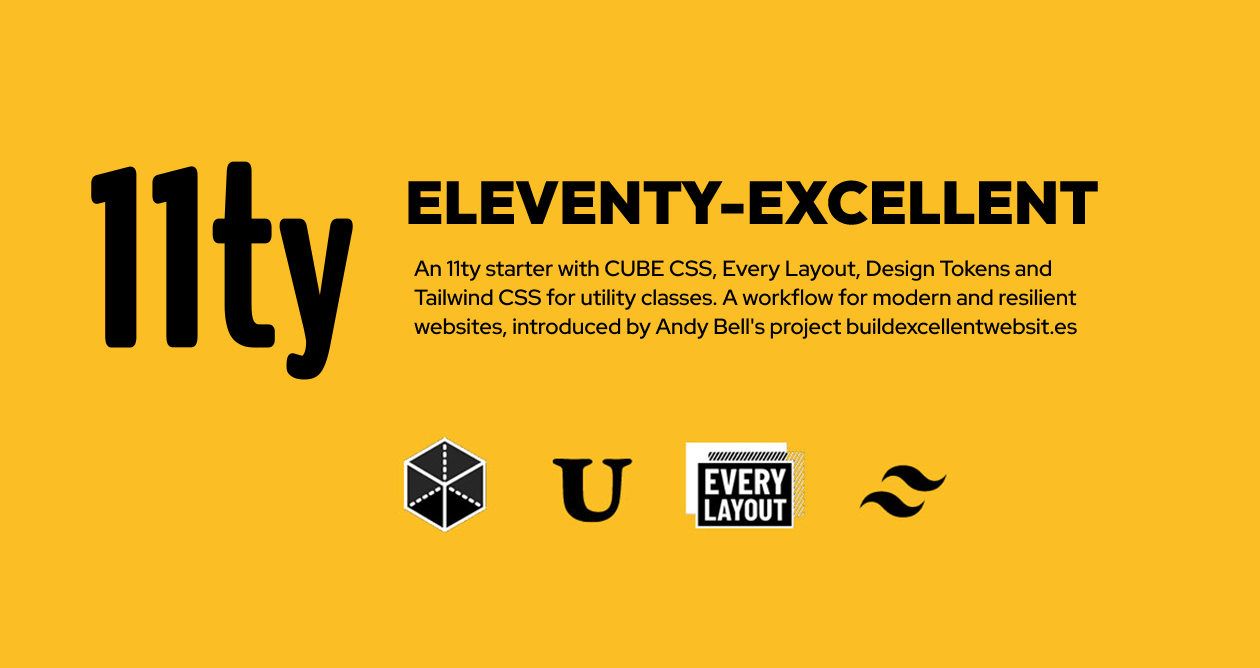 11ty
ELEVENTY-EXCELLENT
An 11ty starter with CUBE CSS, Every Layout, Design Tokens and
Tailwind CSS for utility classes. A workflow for modern and resilient
websites, introduced by Andy Bell's project buildexcellentwebsit.es
U
EVERY
LAYOUT